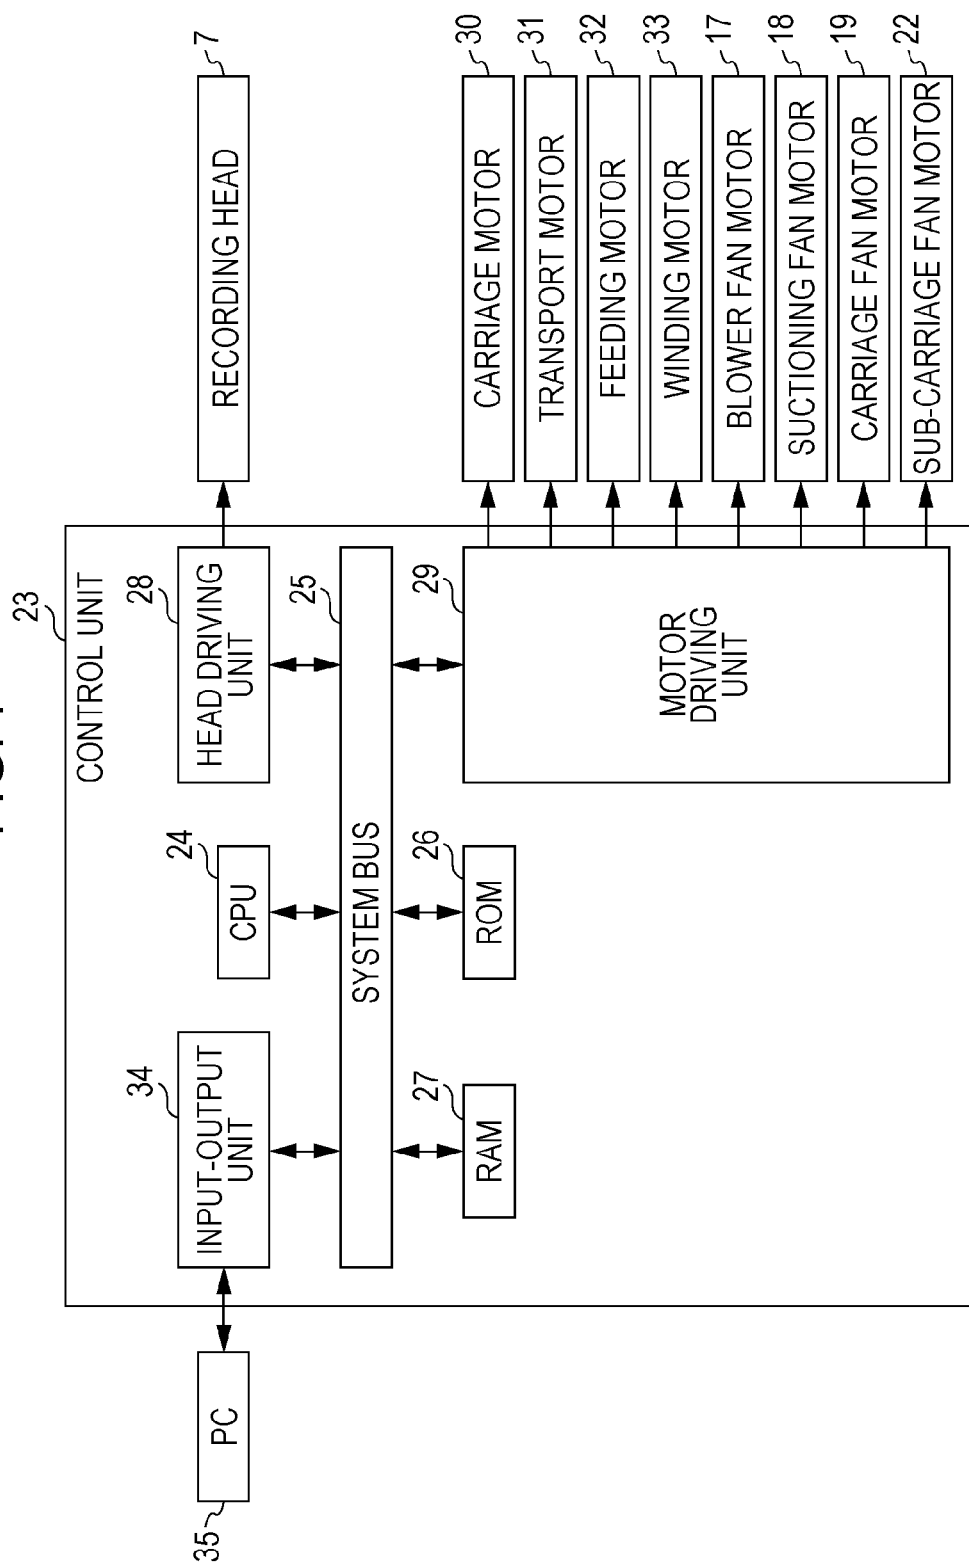 23
CONTROL UNIT
35
PC
34
INPUT-OUTPUT
UNIT
24
CPU
28
HEAD DRIVING
UNIT
7
RECORDING HEAD
25
SYSTEM BUS
27
RAM
26
ROM
29
MOTOR
DRIVING
UNIT
CARRIAGE MOTOR
30
TRANSPORT MOTOR
31
FEEDING MOTOR
32
WINDING MOTOR
33
BLOWER FAN MOTOR
17
SUCTIONING FAN MOTOR
18
CARRIAGE FAN MOTOR
19
SUB-CARRIAGE FAN MOTOR
22